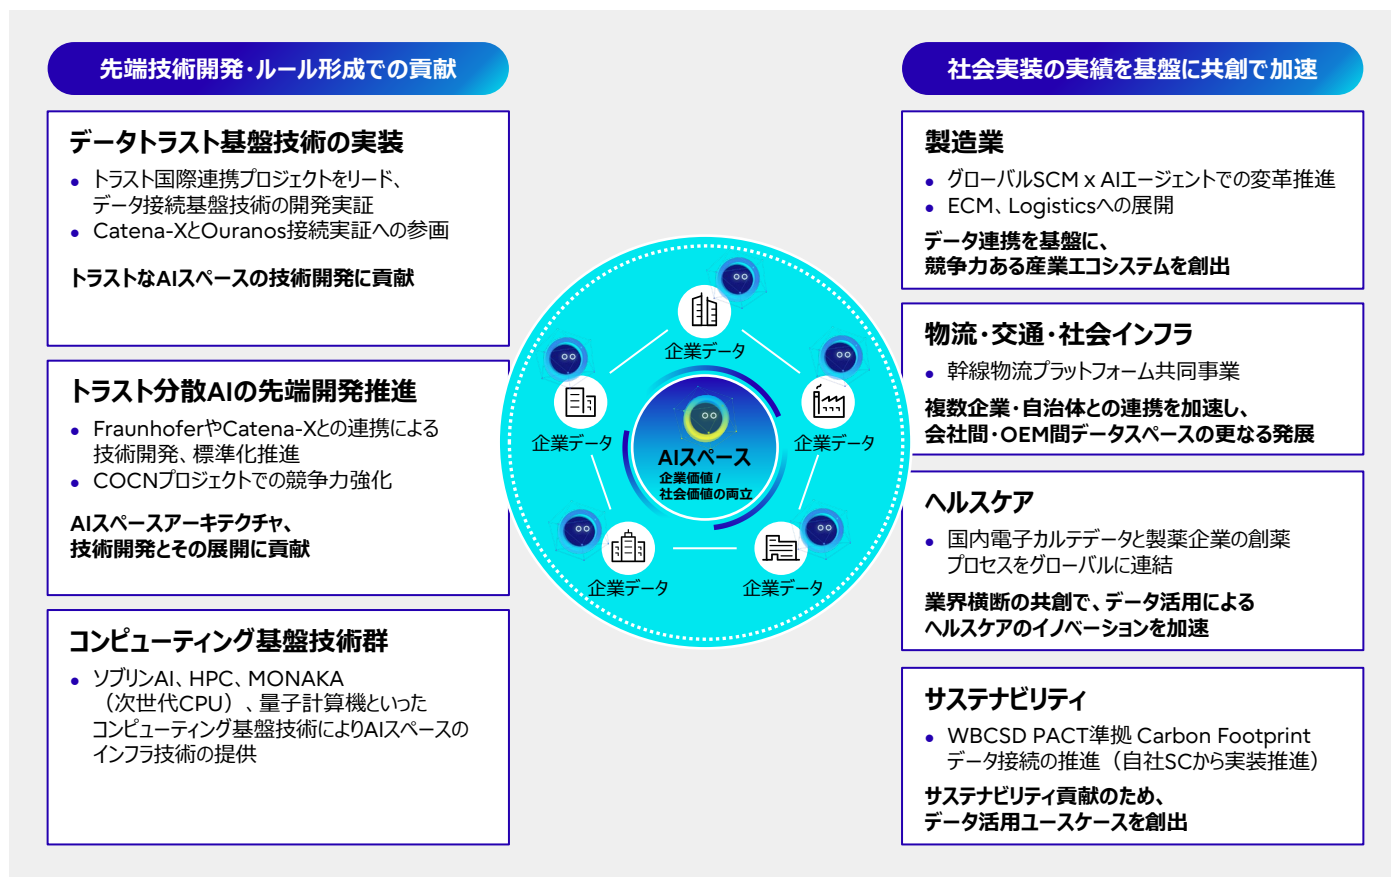 先端技術開発・ルール形成での貢献
データトラスト基盤技術の実装
● トラスト国際連携プロジェクトをリード、
データ接続基盤技術の開発実証
● Catena-XとOuranos接続実証への参画
トラストなAIスペースの技術開発に貢献
トラスト分散AIの先端開発推進
● FraunhoferやCatena-Xとの連携による
技術開発、標準化推進
● COCNプロジェクトでの競争力強化
AIスペースアーキテクチャ、
技術開発とその展開に貢献
コンピューティング基盤技術群
● ソブリンAI、HPC、MONAKA
（次世代CPU）、量子計算機といった
コンピューティング基盤技術によりAIスペースの
インフラ技術の提供
企業データ
企業データ
企業データ
AIスペース
企業価値 /
社会価値の両立
企業データ
企業データ
社会実装の実績を基盤に共創で加速
製造業
● グローバルSCM x AIエージェントでの変革推進
● ECM、Logisticsへの展開
データ連携を基盤に、
競争力ある産業エコシステムを創出
物流・交通・社会インフラ
● 幹線物流プラットフォーム共同事業
複数企業・自治体との連携を加速し、
会社間・OEM間データスペースの更なる発展
ヘルスケア
● 国内電子カルテデータと製薬企業の創薬
プロセスをグローバルに連結
業界横断の共創で、データ活用による
ヘルスケアのイノベーションを加速
サステナビリティ
● WBCSD PACT準拠 Carbon Footprint
データ接続の推進（自社SCから実装推進）
サステナビリティ貢献のため、
データ活用ユースケースを創出